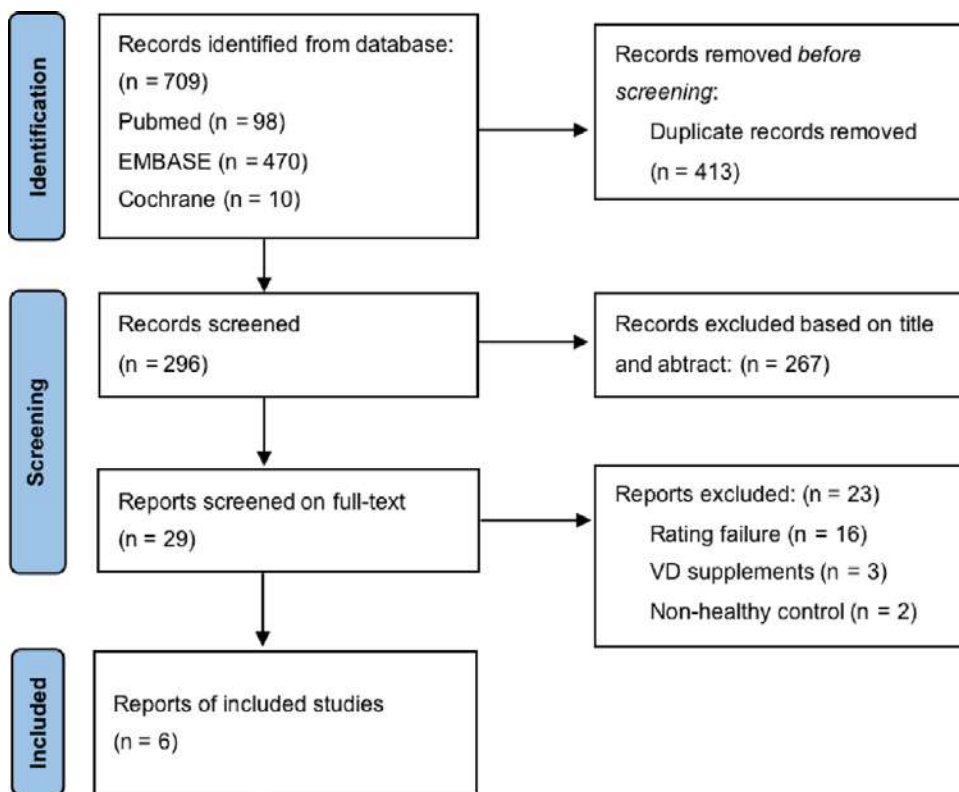 Identification
Records identified from database:
(n = 709)
Pubmed (n = 98)
EMBASE (n = 470)
Cochrane (n = 10)
Records removed before
screening:
Duplicate records removed
(n = 413)
Screening
Records screened
(n = 296)
Records excluded based on title
and abtract: (n = 267)
Reports screened on full-text
(n = 29)
Reports excluded: (n = 23)
Rating failure (n = 16)
VD supplements (n = 3)
Non-healthy control (n = 2)
Included
Reports of included studies
(n = 6)